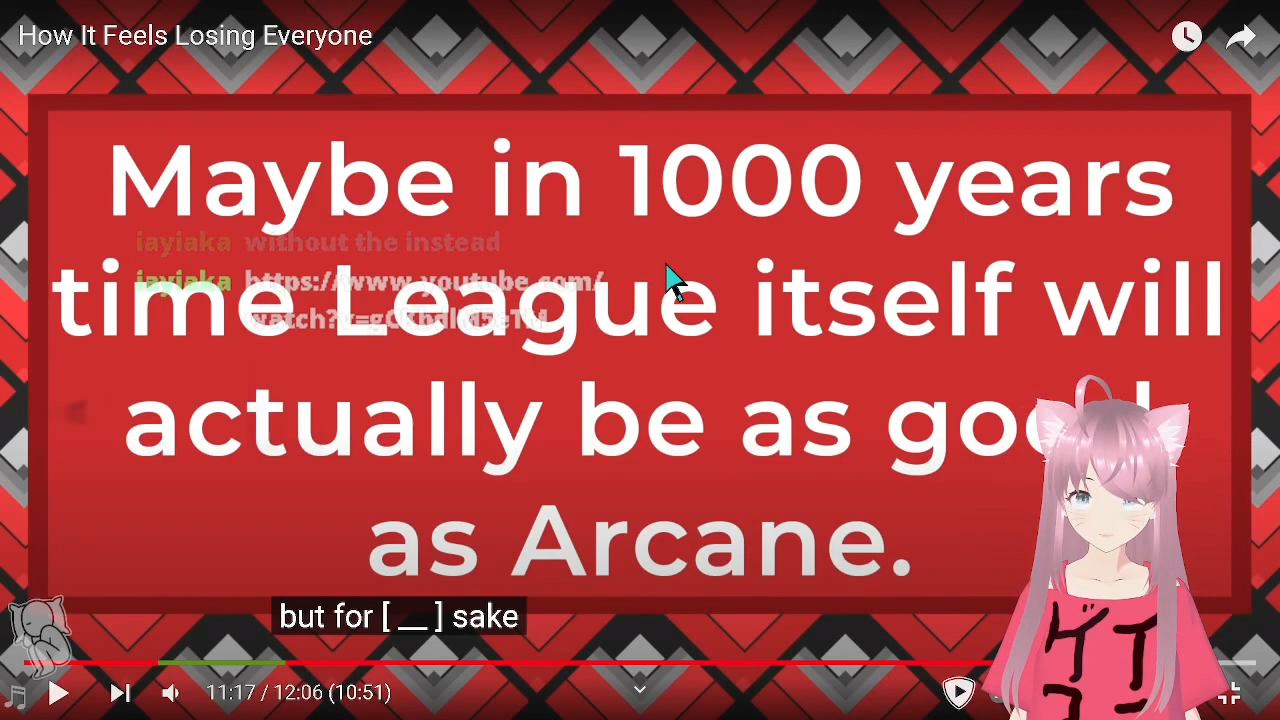 How It Feels Losing Everyone
Maybe in 1000 years
iayiaka without the instead
time League itself will
iayiaka https://www.youtube.com/
actually be as good
as Arcane.
but for [ __ ] sake
11:17 / 12:06 (10:51)
ゲイ